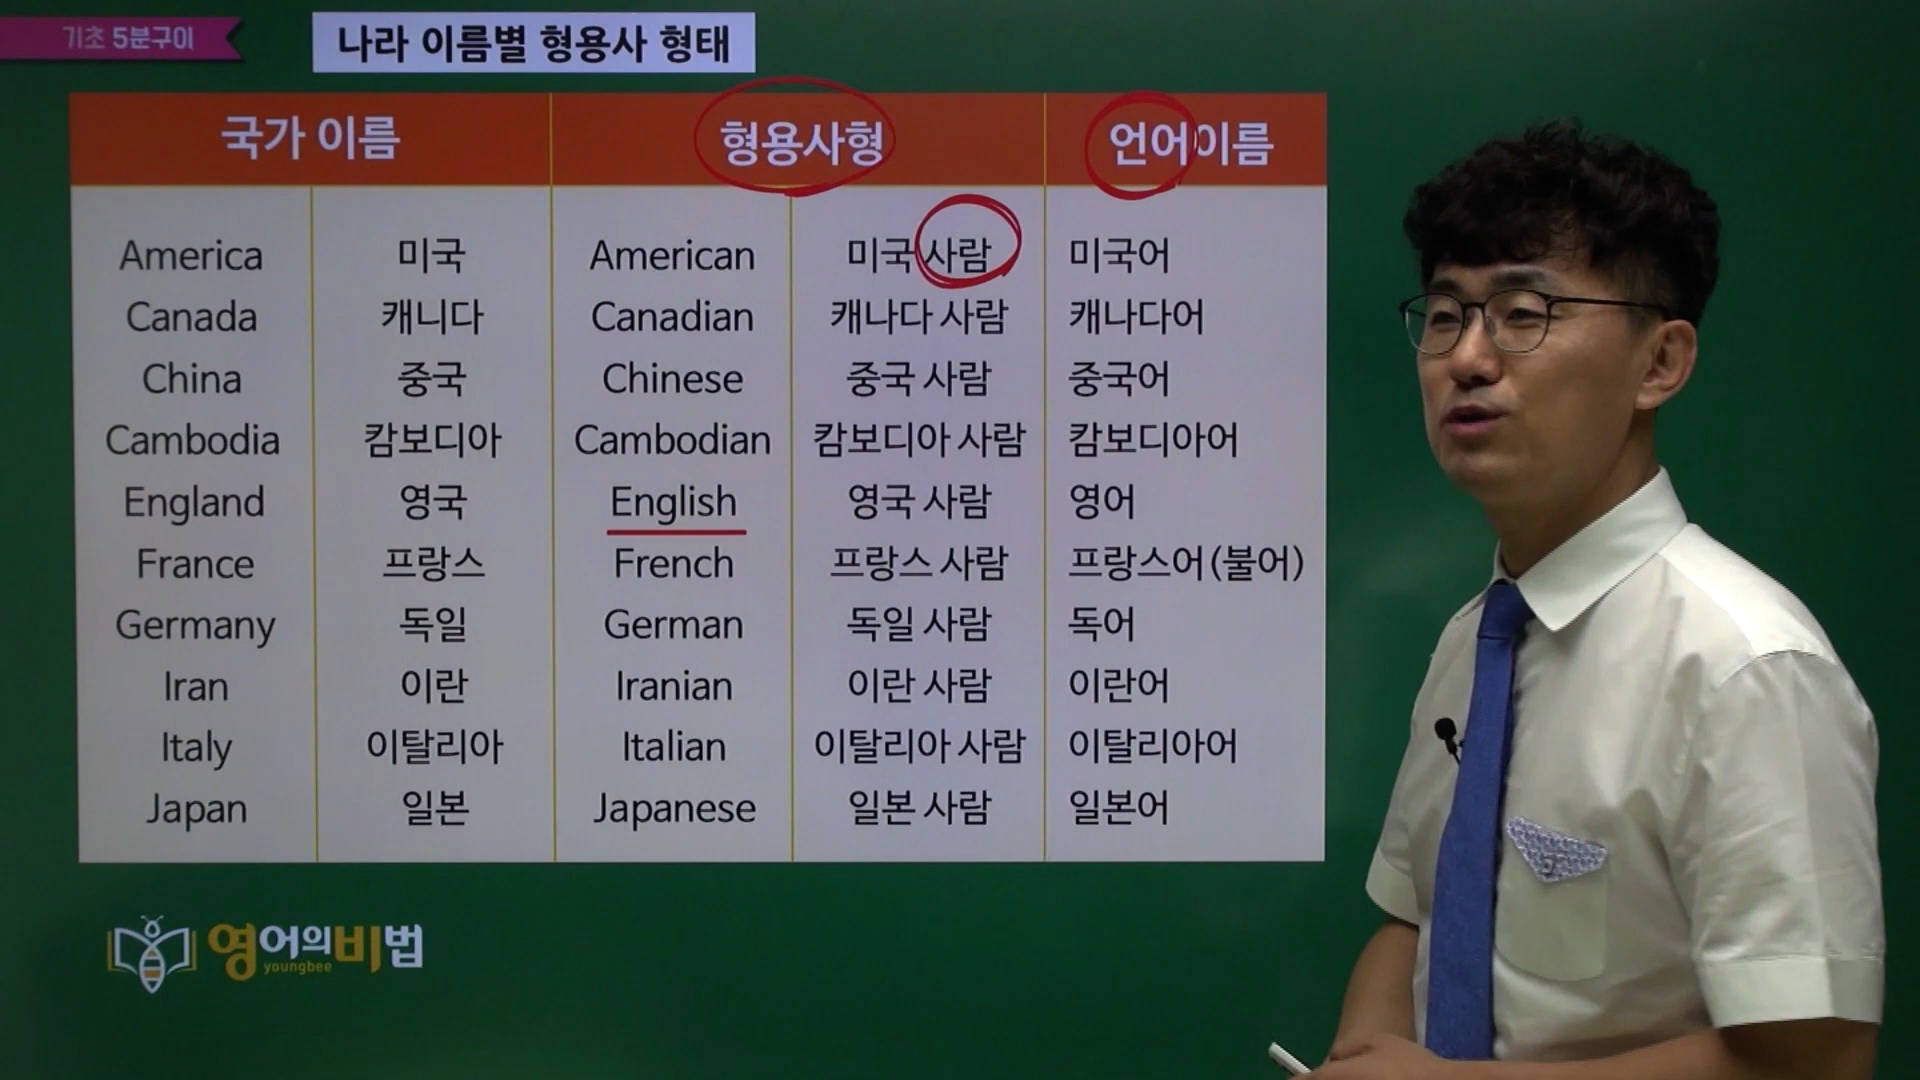 기초 5분구이
나라 이름별 형용사 형태
국가 이름 형용사형 언어이름
America 미국 American 미국 사람 미국어
Canada 캐니다 Canadian 캐나다 사람 캐나다어
China 중국 Chinese 중국 사람 중국어
Cambodia 캄보디아 Cambodian 캄보디아 사람 캄보디아어
England 영국 English 영국 사람 영어
France 프랑스 French 프랑스 사람 프랑스어(불어)
Germany 독일 German 독일 사람 독어
Iran 이란 Iranian 이란 사람 이란어
Italy 이탈리아 Italian 이탈리아 사람 이탈리아어
Japan 일본 Japanese 일본 사람 일본어
영어의비법
youngbee